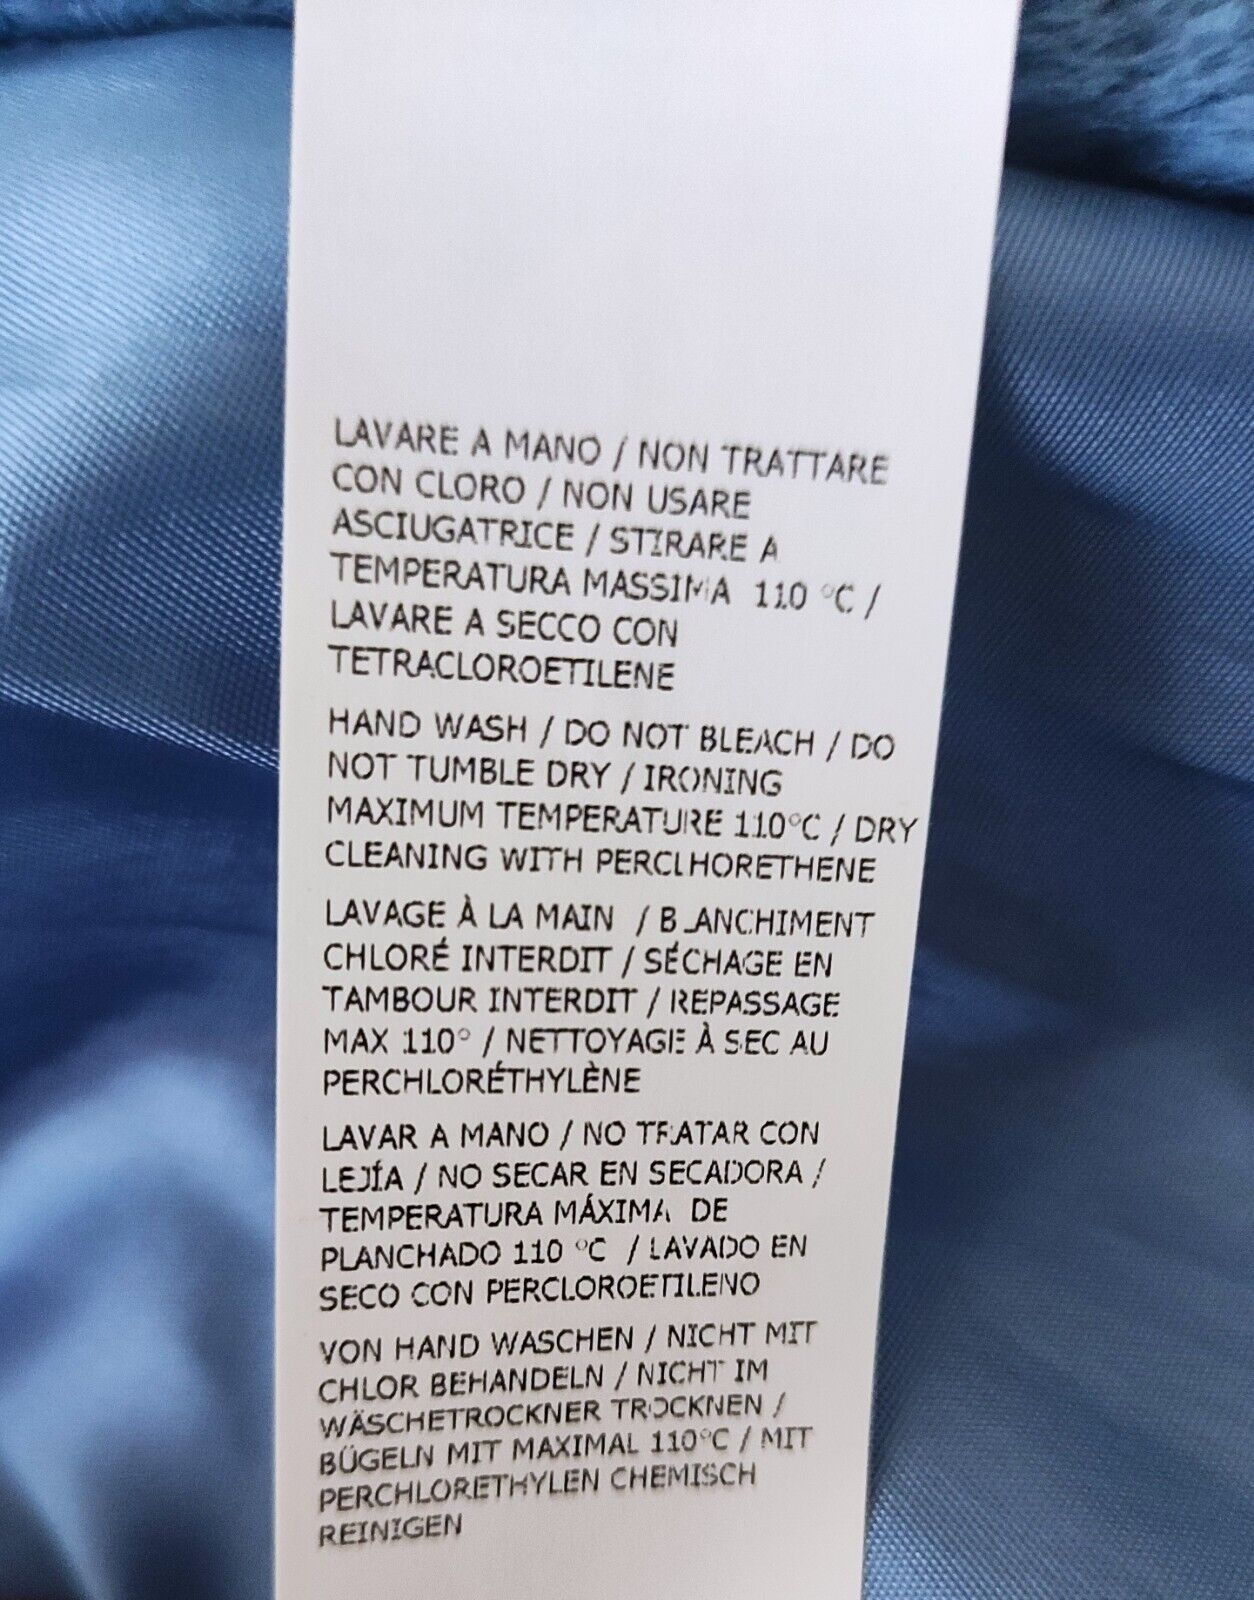 LAVARE A MANO / NON TRATTARE
CON CLORO / NON USARE
ASCIUGATRICE / STIRARE A
TEMPERATURA MASSIMA 110 °C /
LAVARE A SECCO CON
TETRACLOROETILENE
HAND WASH / DO NOT BLEACH / DO
NOT TUMBLE DRY / IRONING
MAXIMUM TEMPERATURE 110°C / DRY
CLEANING WITH PERCLHORETHENE
LAVAGE À LA MAIN / BLANCHIMENT
CHLORÉ INTERDIT / SÉCHAGE EN
TAMBOUR INTERDIT / REPASSAGE
MAX 110° / NETTOYAGE À SEC AU
PERCHLORÉTHYLÈNE
LAVAR A MANO / NO TRATAR CON
LEJÍA / NO SECAR EN SECADORA /
TEMPERATURA MÁXIMA DE
PLANCHADO 110 °C / LAVADO EN
SECO CON PERCLOROETILENO
VON HAND WASCHEN / NICHT MIT
CHLOR BEHANDELN / NICHT IM
WÄSCHETROCKNER TROCKNEN /
BÜGELN MIT MAXIMAL 110°C / MIT
PERCHLORETHYLEN CHEMISCH
REINIGEN